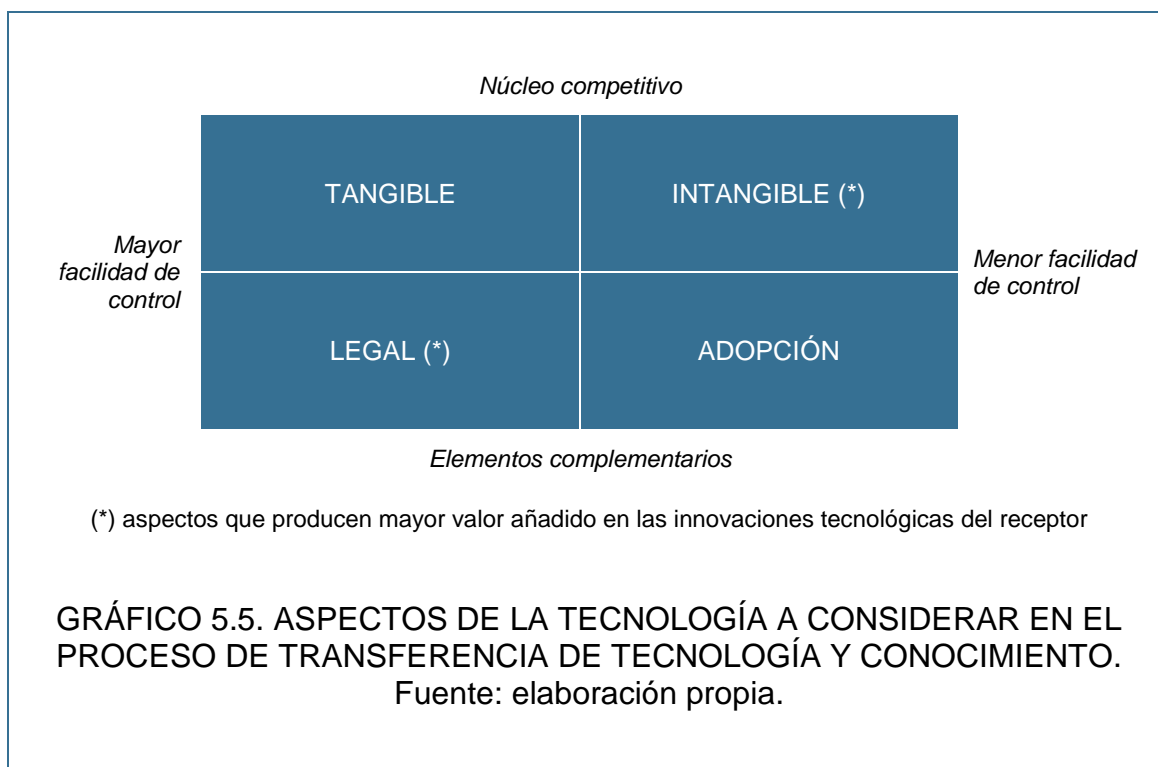 Núcleo competitivo
TANGIBLE
INTANGIBLE (*)
Mayor
facilidad de
control
Menor facilidad
de control
LEGAL (*)
ADOPCIÓN
Elementos complementarios
(*) aspectos que producen mayor valor añadido en las innovaciones tecnológicas del receptor
GRÁFICO 5.5. ASPECTOS DE LA TECNOLOGÍA A CONSIDERAR EN EL
PROCESO DE TRANSFERENCIA DE TECNOLOGÍA Y CONOCIMIENTO.
Fuente: elaboración propia.